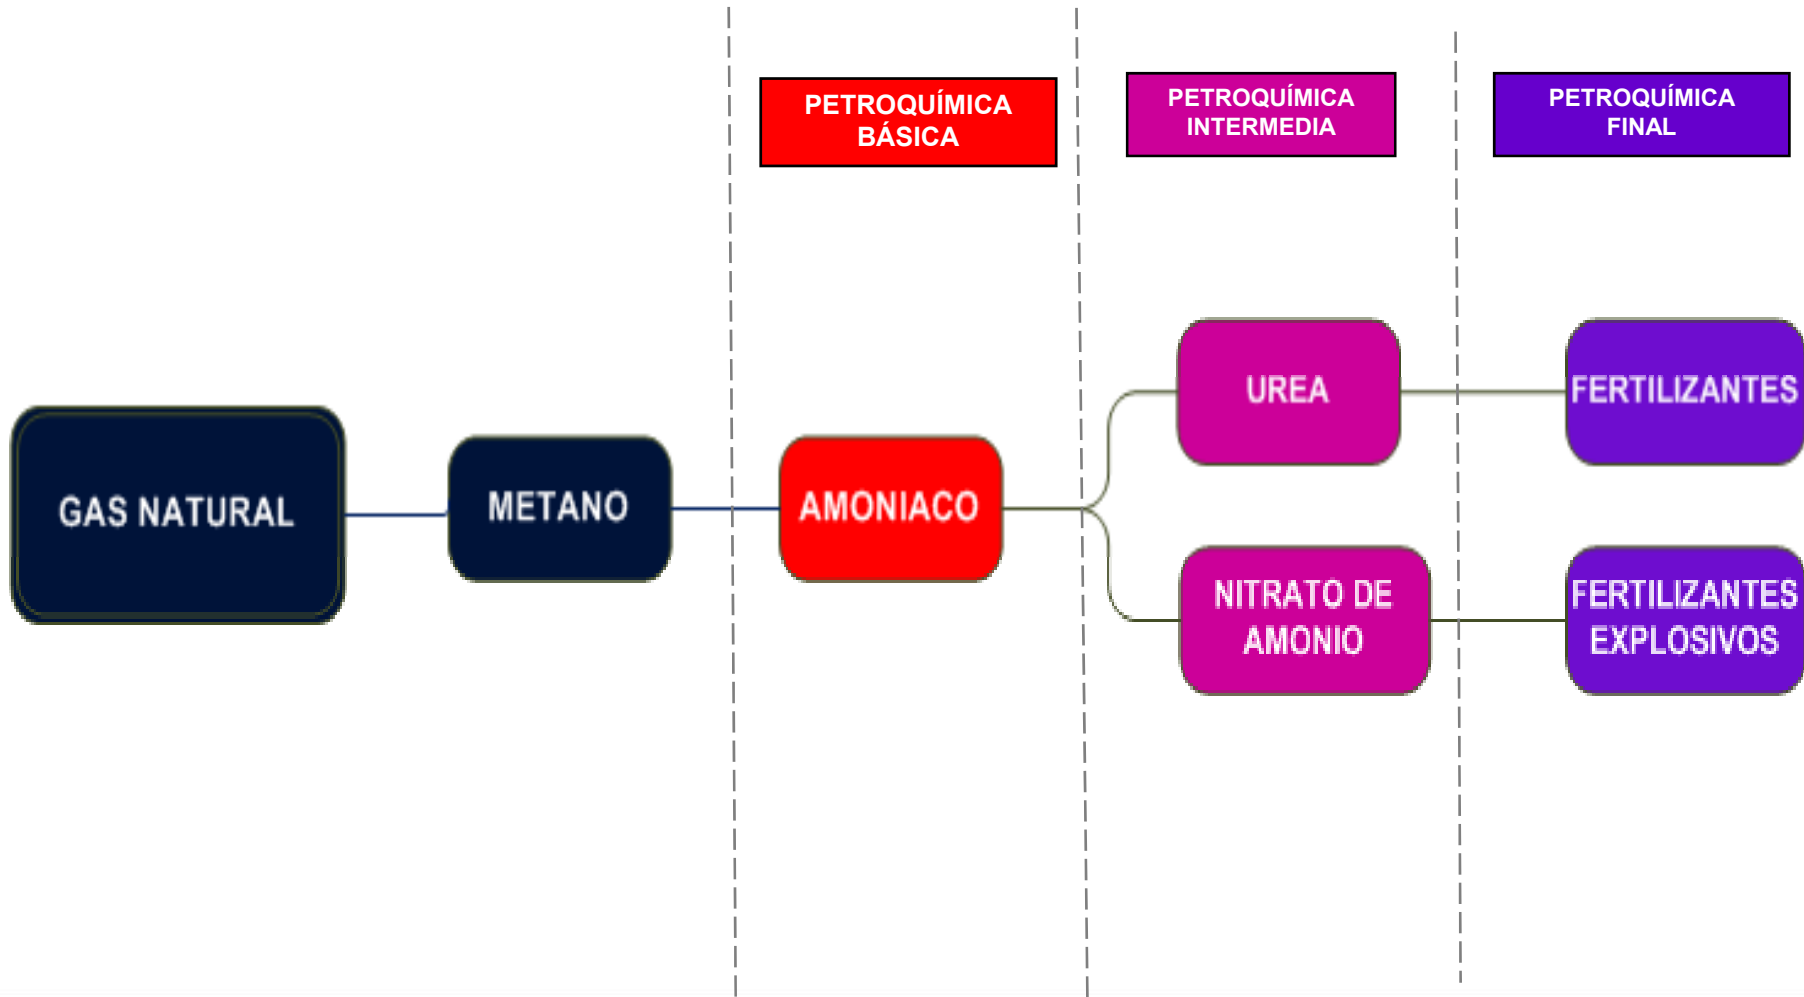 PETROQUÍMICA
BÁSICA
PETROQUÍMICA
INTERMEDIA
PETROQUÍMICA
FINAL
GAS NATURAL
METANO
AMONIACO
UREA
FERTILIZANTES
NITRATO DE
AMONIO
FERTILIZANTES
EXPLOSIVOS